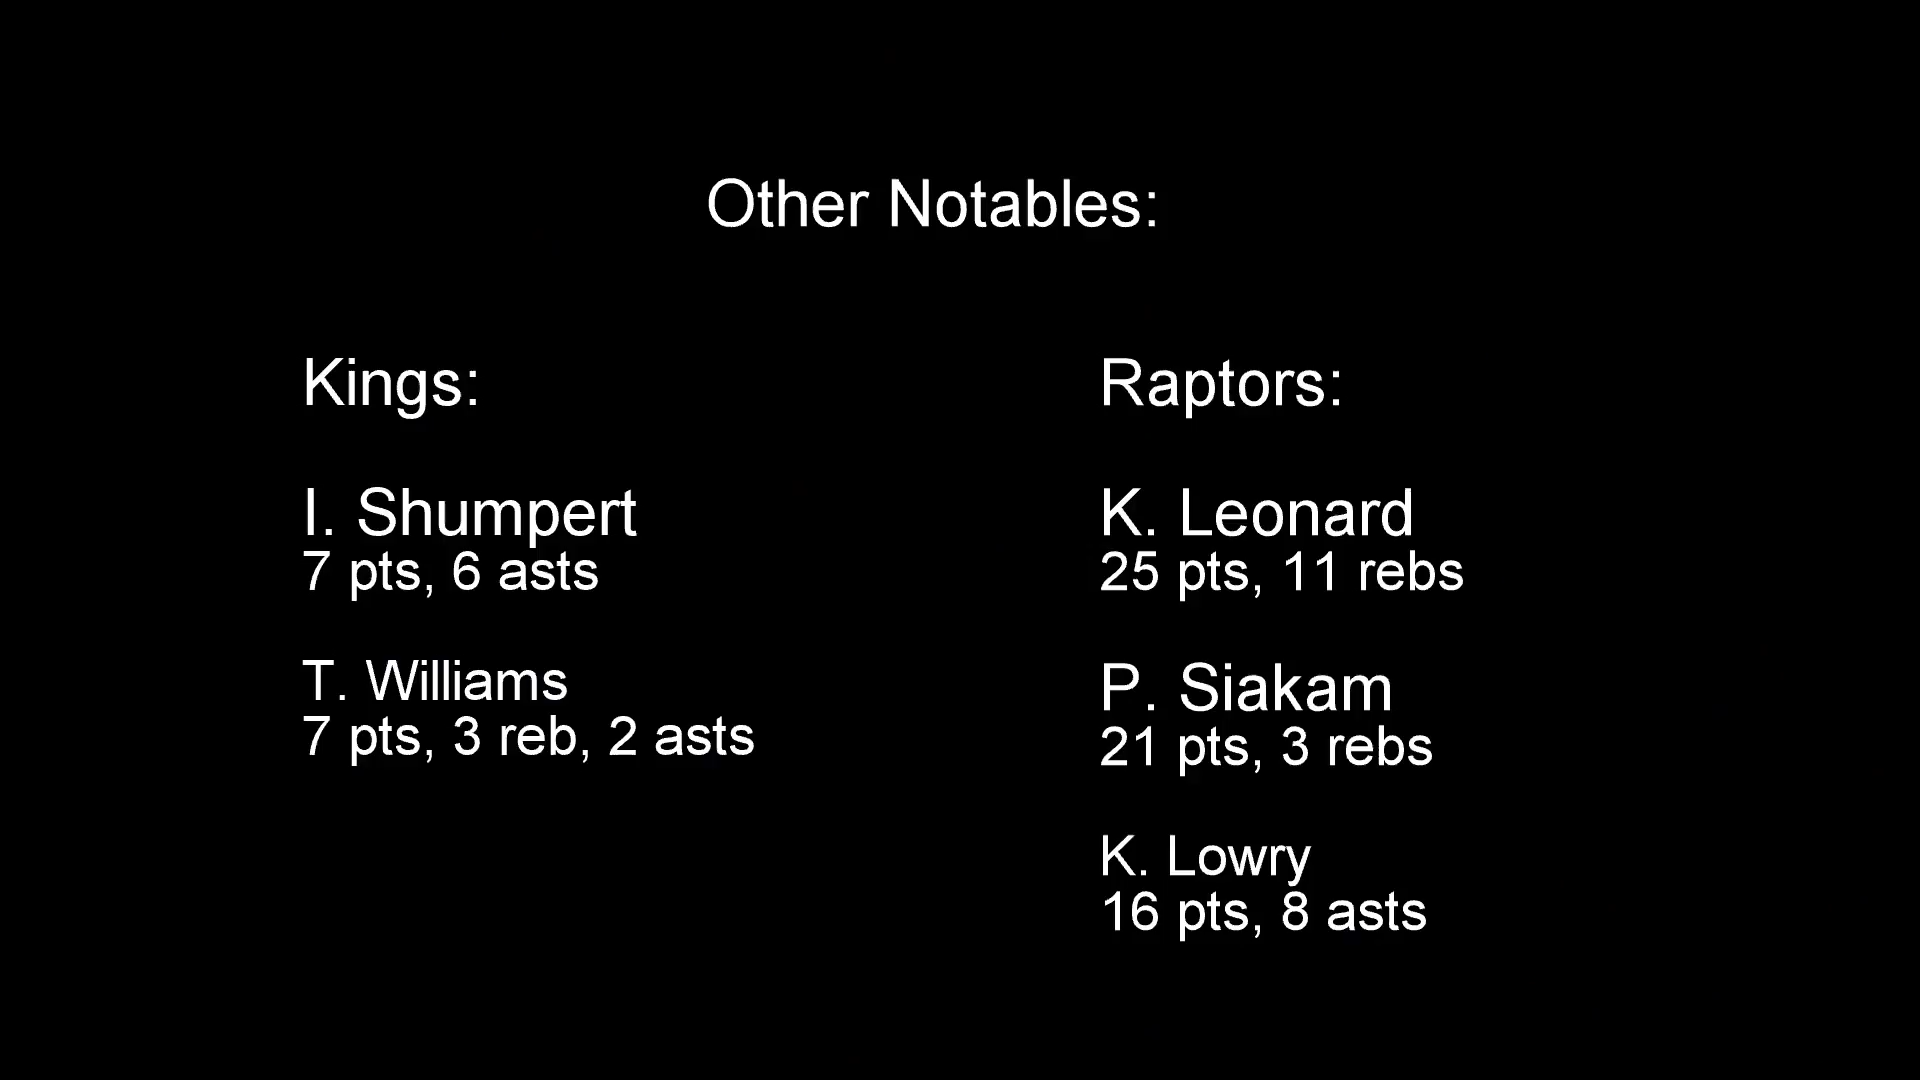 Other Notables:
Kings:
I. Shumpert
7 pts, 6 asts
T. Williams
7 pts, 3 reb, 2 asts
Raptors:
K. Leonard
25 pts, 11 rebs
P. Siakam
21 pts, 3 rebs
K. Lowry
16 pts, 8 asts